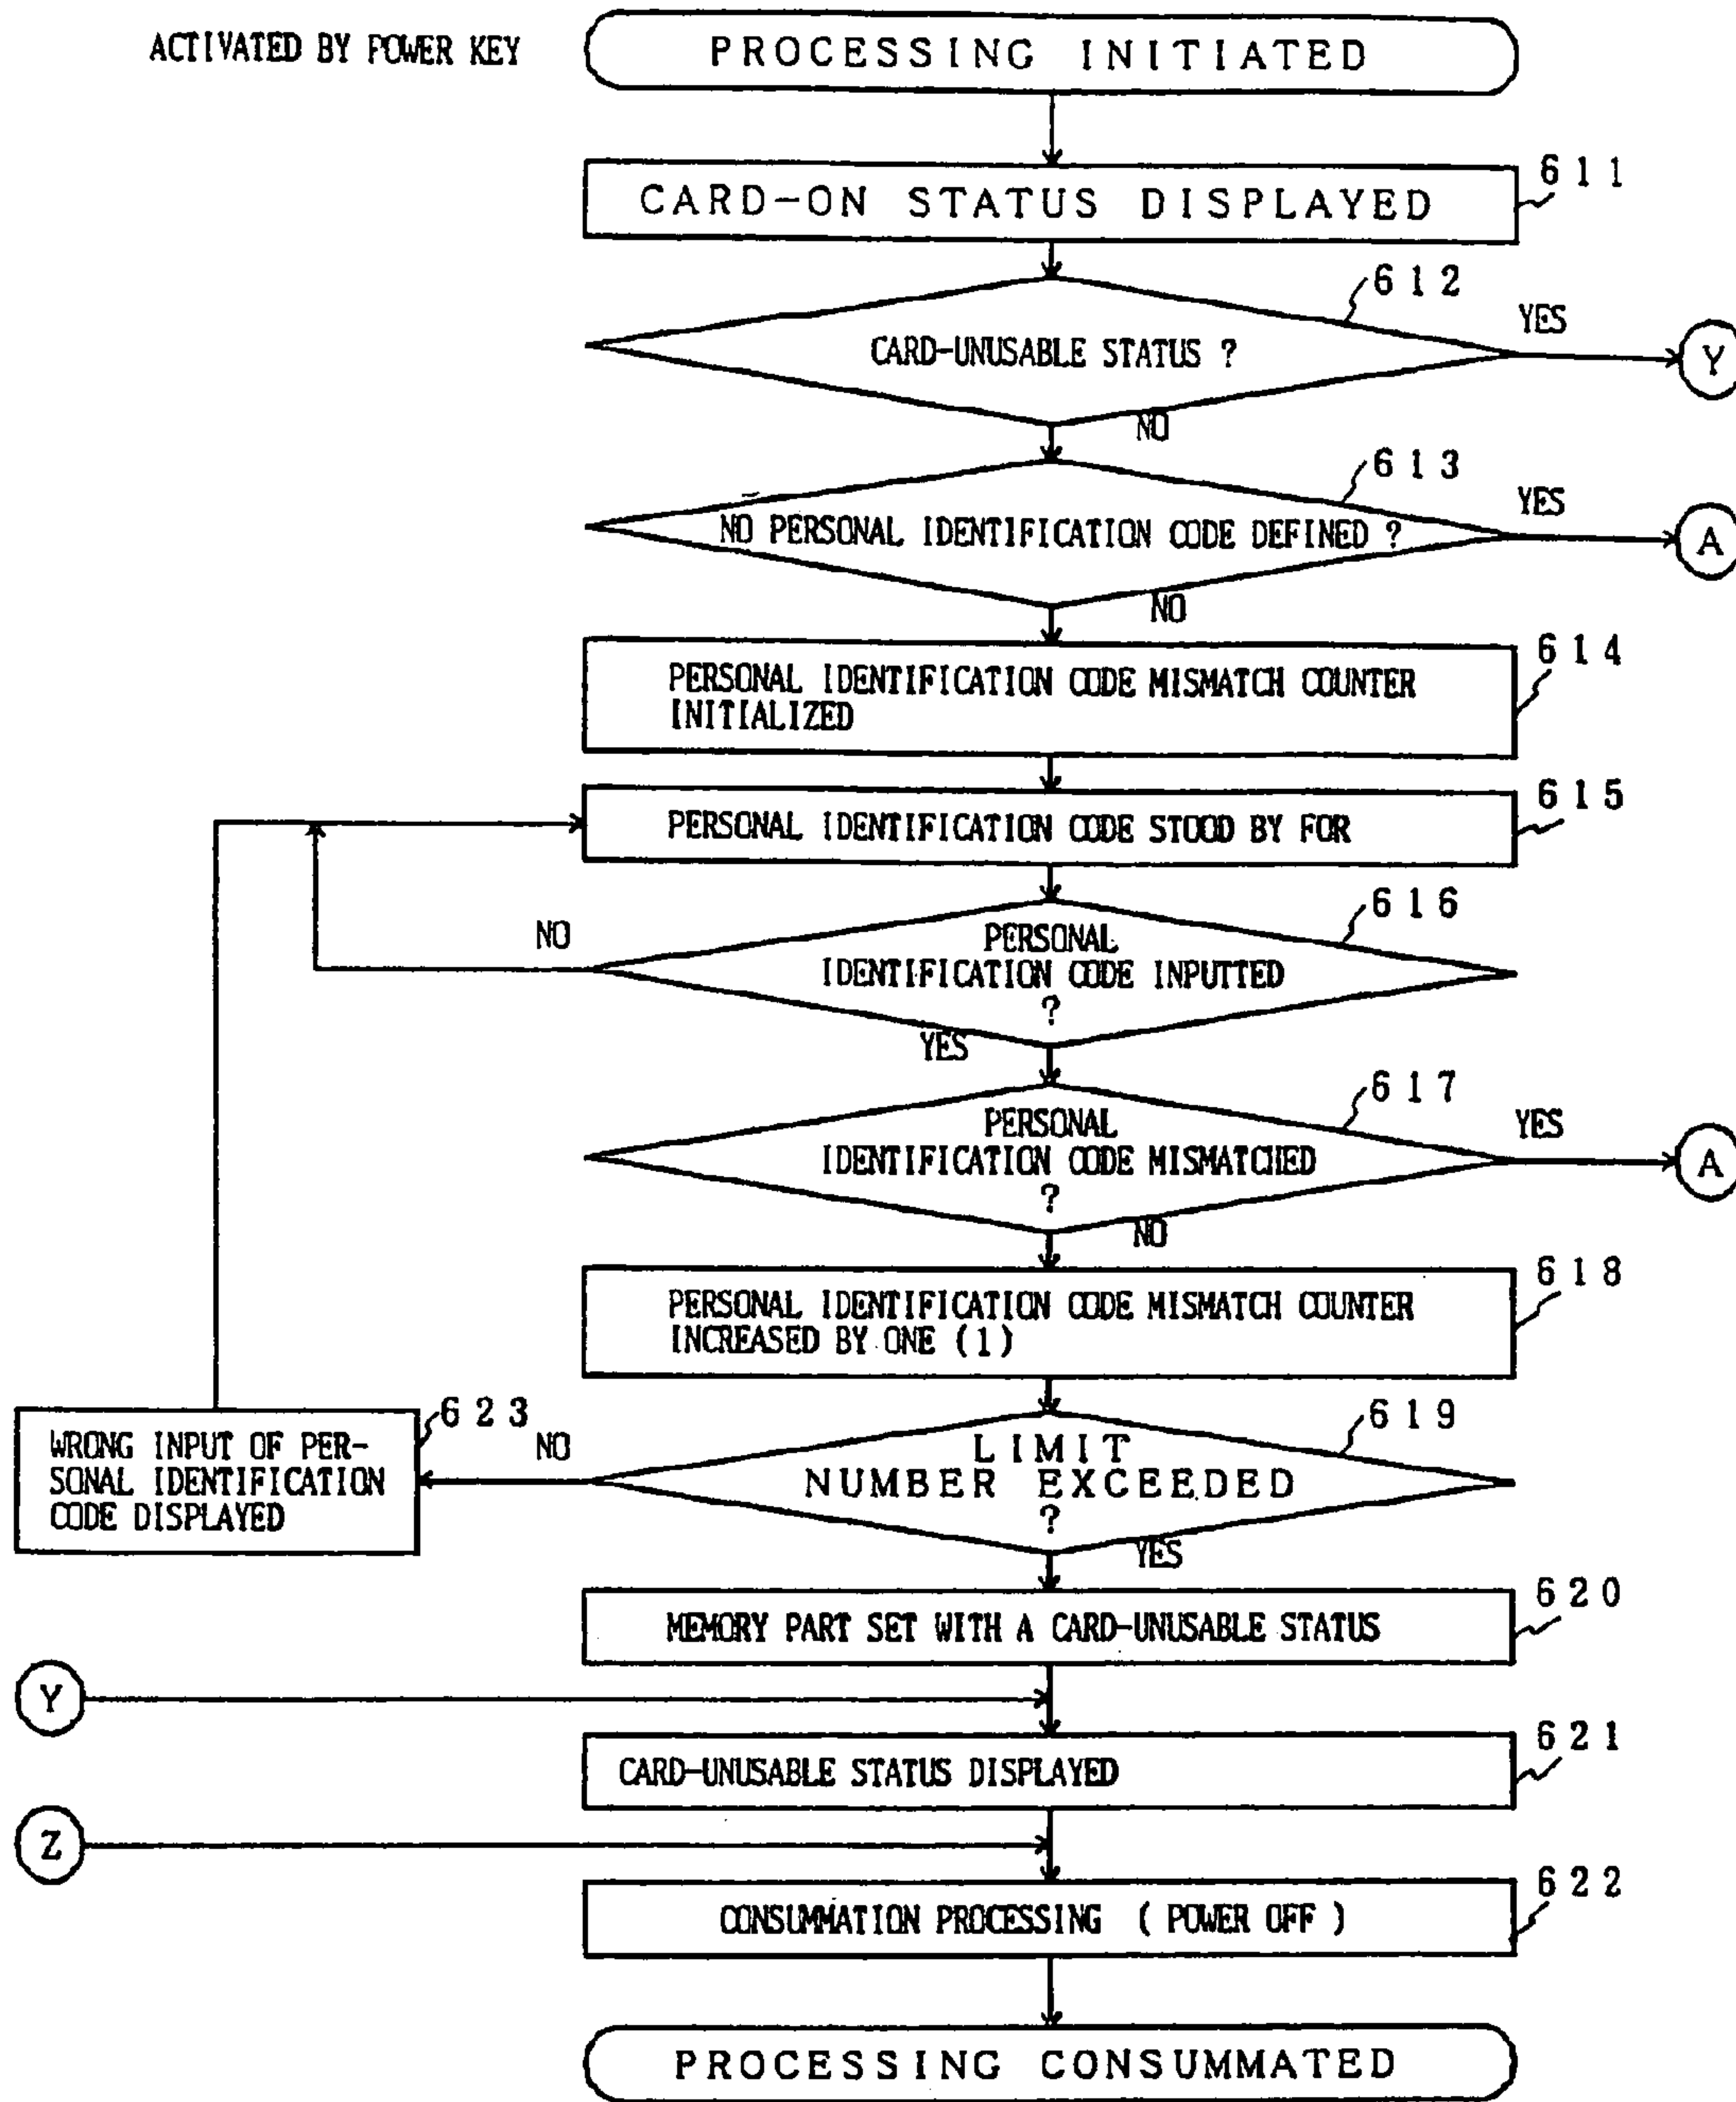 ACTIVATED BY POWER KEY
PROCESSING INITIATED
CARD-ON STATUS DISPLAYED
611
612
CARD-UNUSABLE STATUS ?
YES
Y
NO
613
NO PERSONAL IDENTIFICATION CODE DEFINED ?
YES
A
NO
614
PERSONAL IDENTIFICATION CODE MISMATCH COUNTER
INITIALIZED
615
PERSONAL IDENTIFICATION CODE STOOD BY FOR
616
PERSONAL
IDENTIFICATION CODE INPUTTED
?
NO
YES
617
PERSONAL
IDENTIFICATION CODE MISMATCHED
?
YES
A
NO
618
PERSONAL IDENTIFICATION CODE MISMATCH COUNTER
INCREASED BY ONE (1)
619
LIMIT
NUMBER EXCEEDED
?
NO
623
WRONG INPUT OF PER-
SONAL IDENTIFICATION
CODE DISPLAYED
YES
620
MEMORY PART SET WITH A CARD-UNUSABLE STATUS
Y
621
CARD-UNUSABLE STATUS DISPLAYED
Z
622
CONSUMMATION PROCESSING ( POWER OFF )
PROCESSING CONSUMMATED